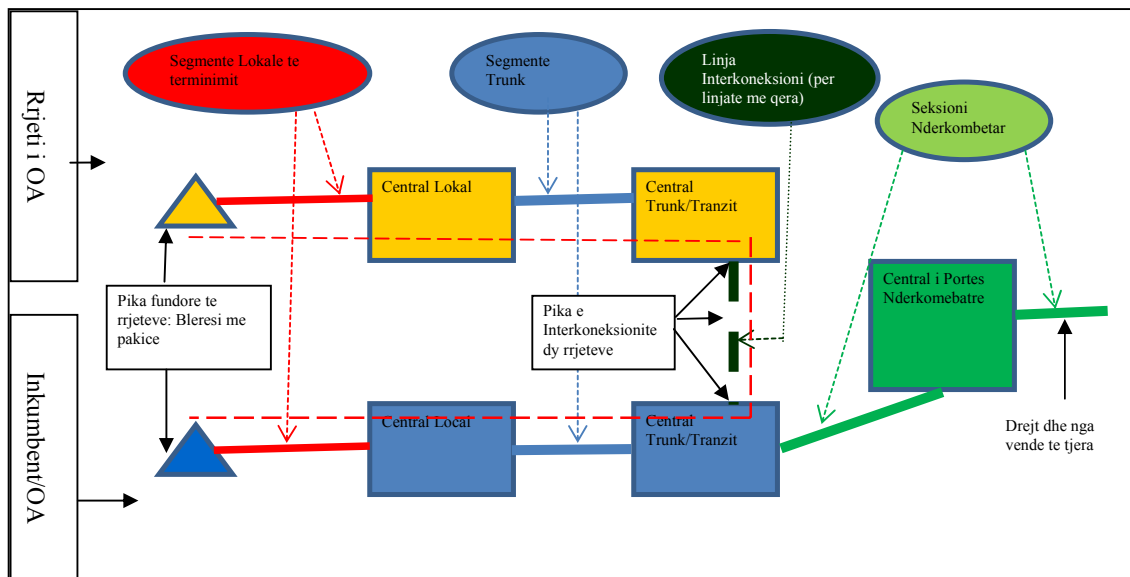 Rrjeti i OA
Segmente Lokale te
terminimit
Segmente
Trunk
Linja
Interkoneksioni (per
linjate me qera)
Seksioni
Nderkombetar
Central Lokal
Central
Trunk/Tranzit
Central i Portes
Nderkomebatre
Pika fundore te
rrjeteve: Bleresi me
pakice
Pika e
Interkoneksionite
dy rrjeteve
Inkumbent/OA
Central Local
Central
Trunk/Tranzit
Drejt dhe nga
vende te tjera